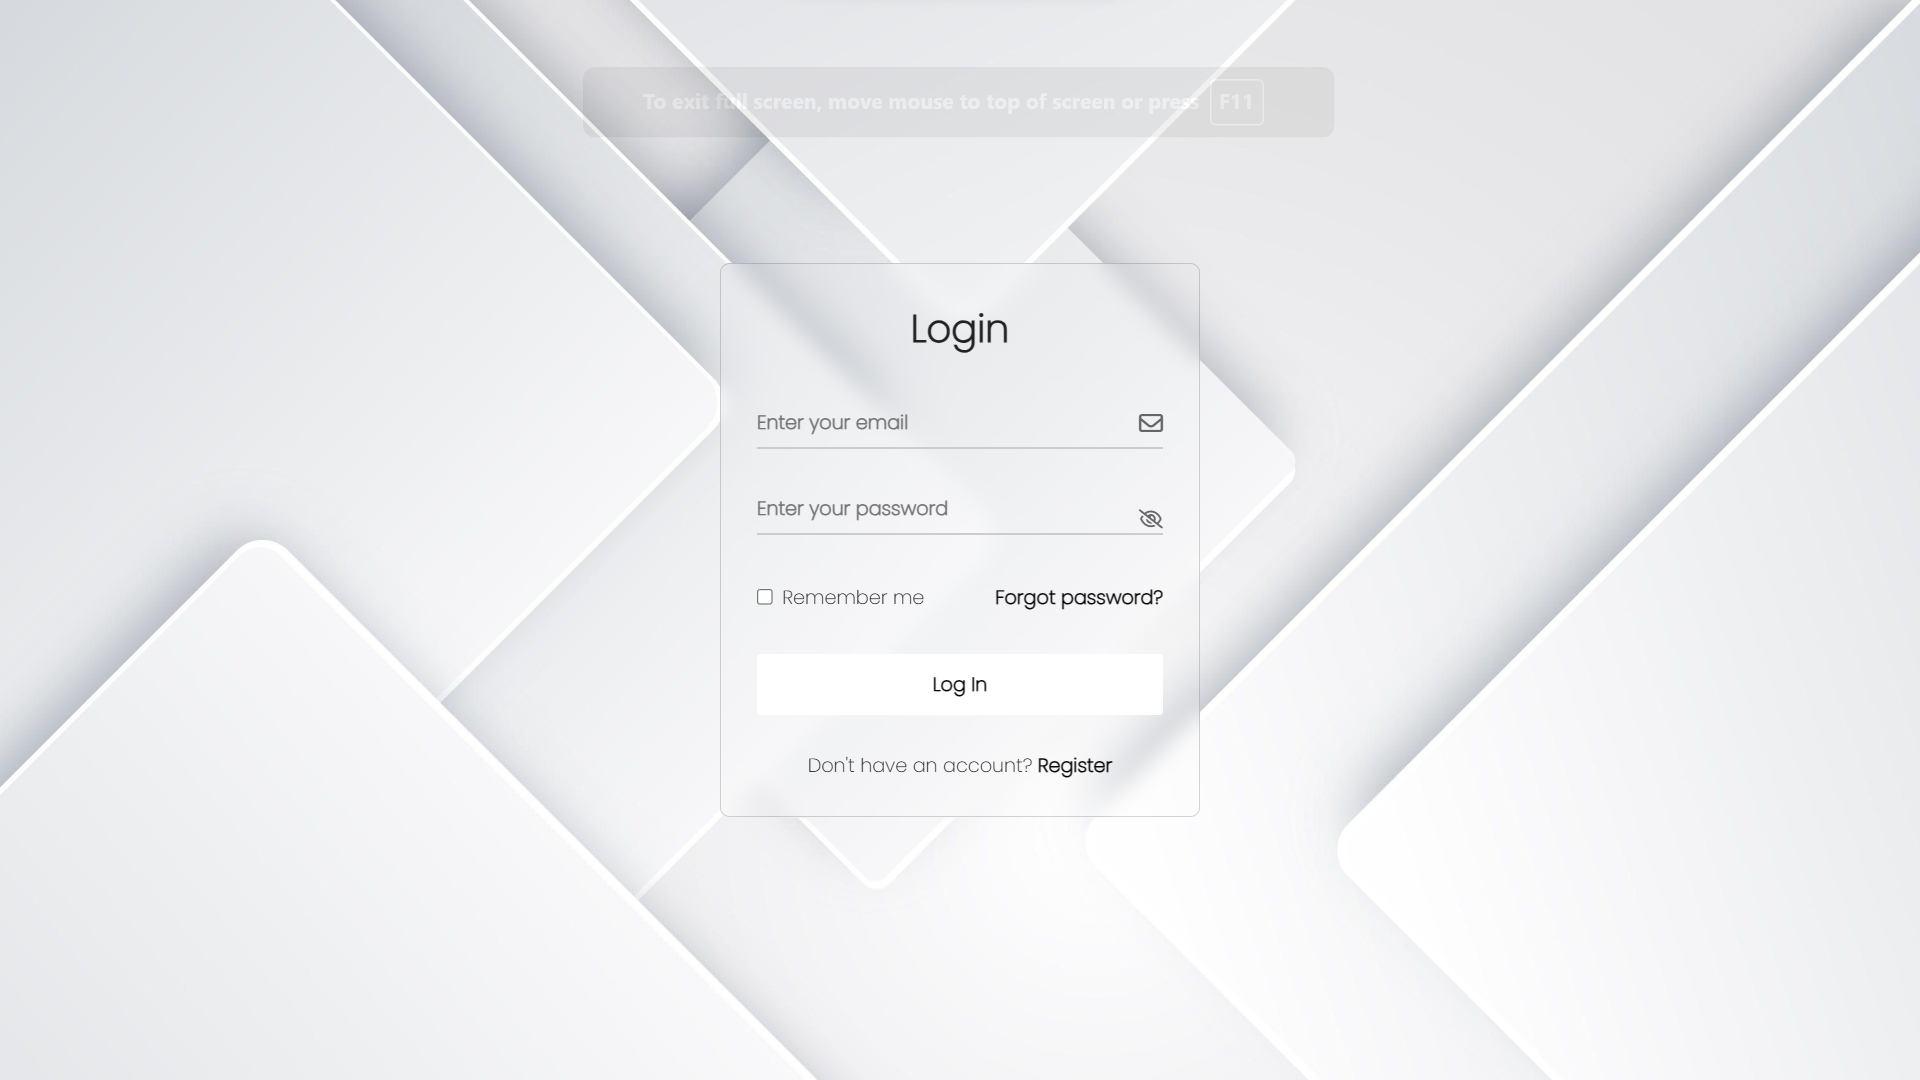 To exit full screen, move mouse to top of screen or press F11
Login
Enter your email
Enter your password
Remember me
Forgot password?
Log In
Don't have an account? Register